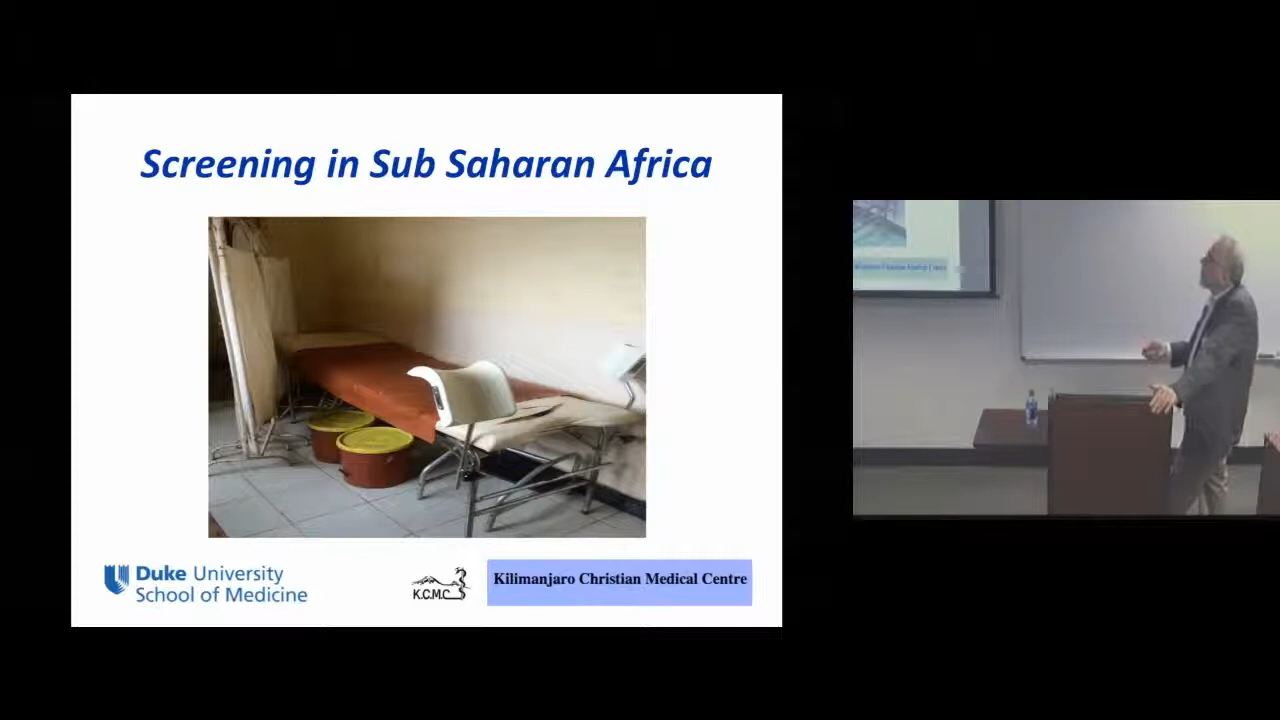 Screening in Sub Saharan Africa
Duke University
School of Medicine
K.C.M.C
Kilimanjaro Christian Medical Centre